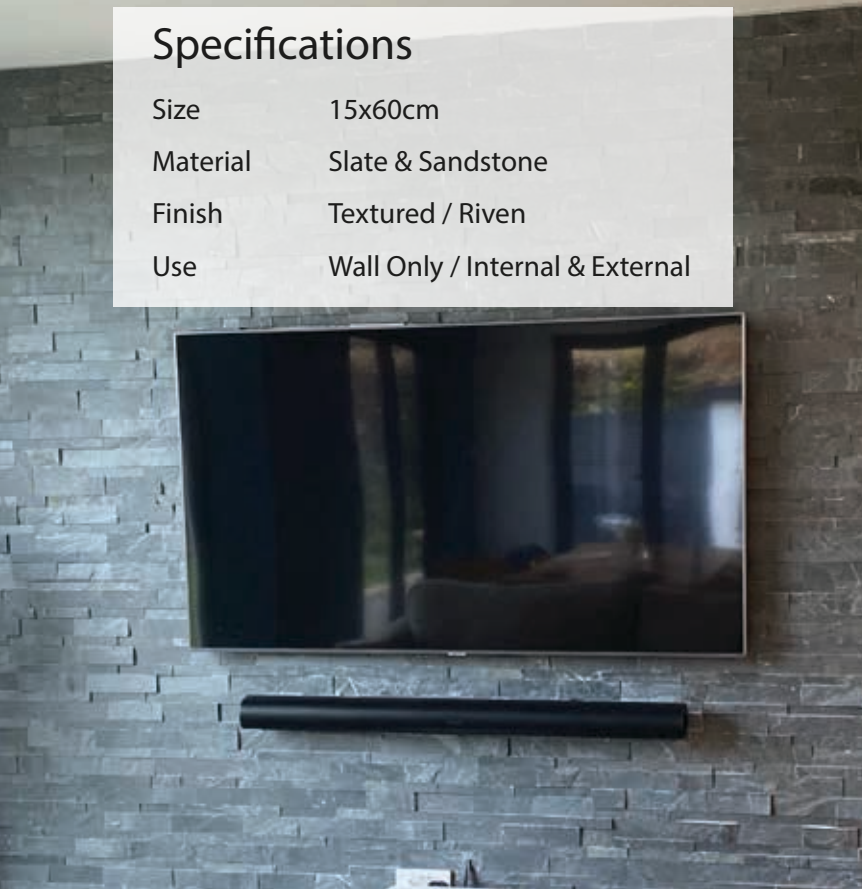 Specifications
Size 15x60cm
Material Slate & Sandstone
Finish Textured / Riven
Use Wall Only / Internal & External